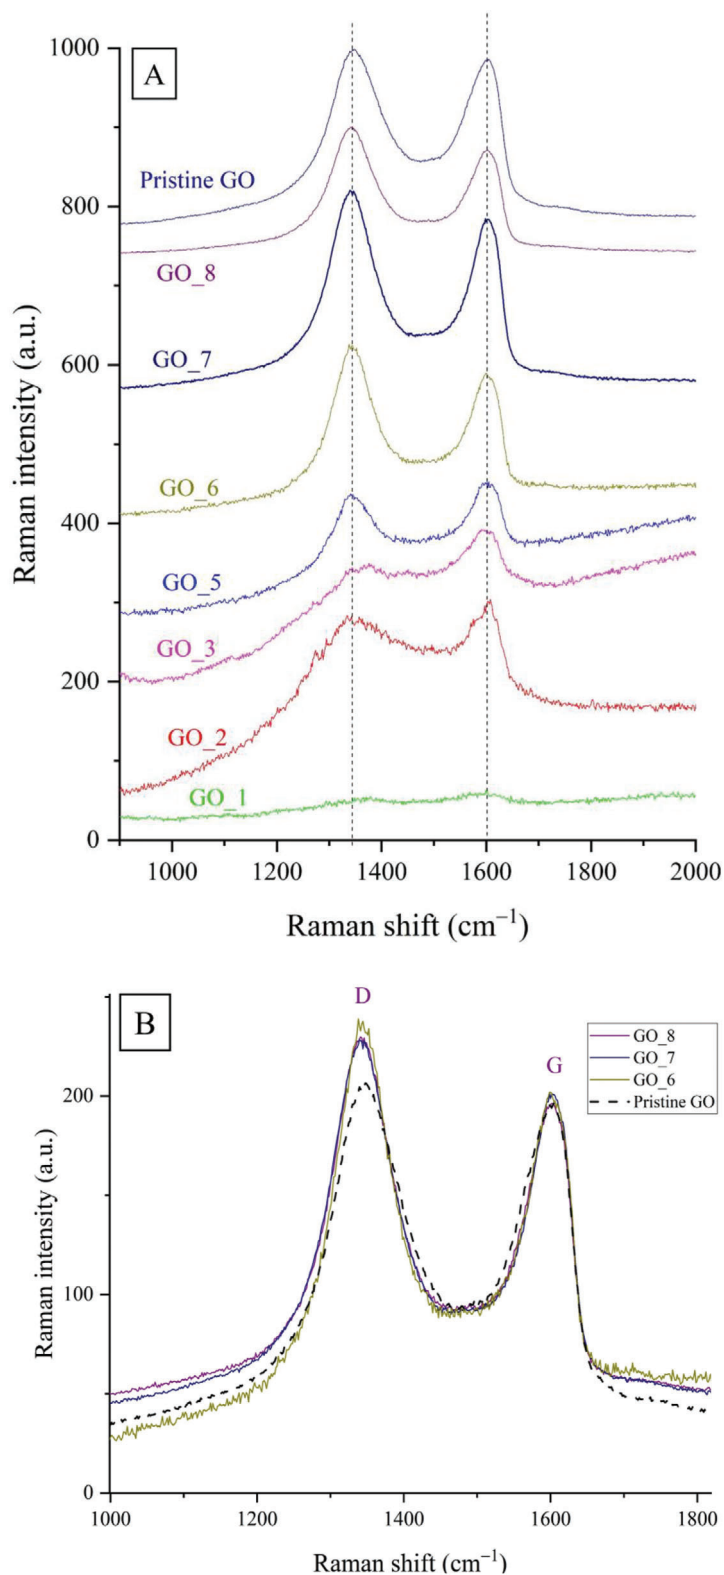 A
1000
800
600
400
200
0
Raman intensity (a.u.)
Pristine GO
GO_8
GO_7
GO_6
GO_5
GO_3
GO_2
GO_1
1000 1200 1400 1600 1800 2000
Raman shift (cm⁻¹)
B
D
G
GO_8
GO_7
GO_6
Pristine GO
200
100
0
Raman intensity (a.u.)
1000 1200 1400 1600 1800
Raman shift (cm⁻¹)